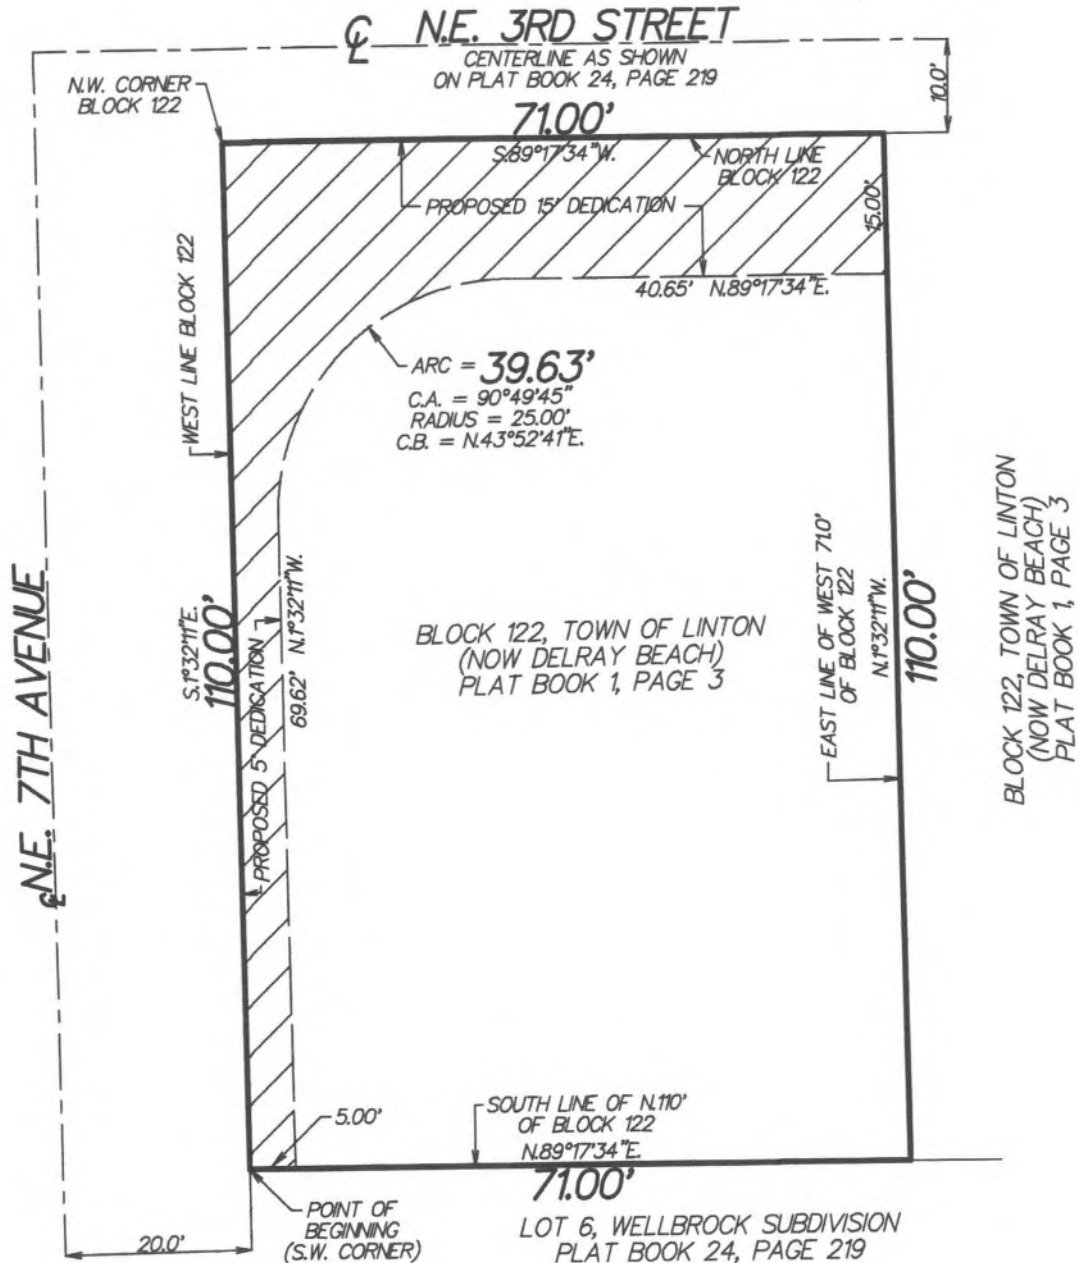 ℄ N.E. 3RD STREET
CENTERLINE AS SHOWN
ON PLAT BOOK 24, PAGE 219
10.0'
N.W. CORNER
BLOCK 122
71.00'
S.89°17'34"W.
NORTH LINE
BLOCK 122
PROPOSED 15' DEDICATION
15.00'
40.65' N.89°17'34"E.
WEST LINE BLOCK 122
ARC = 39.63'
C.A. = 90°49'45"
RADIUS = 25.00'
C.B. = N.43°52'41"E.
℄ N.E. 7TH AVENUE
S.1°32'11"E.
110.00'
PROPOSED 5' DEDICATION
69.62' N.1°32'11"W.
BLOCK 122, TOWN OF LINTON
(NOW DELRAY BEACH)
PLAT BOOK 1, PAGE 3
EAST LINE OF WEST 71.0'
OF BLOCK 122
N.1°32'11"W.
110.00'
BLOCK 122, TOWN OF LINTON
(NOW DELRAY BEACH)
PLAT BOOK 1, PAGE 3
5.00'
SOUTH LINE OF N.110'
OF BLOCK 122
N.89°17'34"E.
71.00'
POINT OF
BEGINNING
(S.W. CORNER)
20.0'
LOT 6, WELLBROCK SUBDIVISION
PLAT BOOK 24, PAGE 219